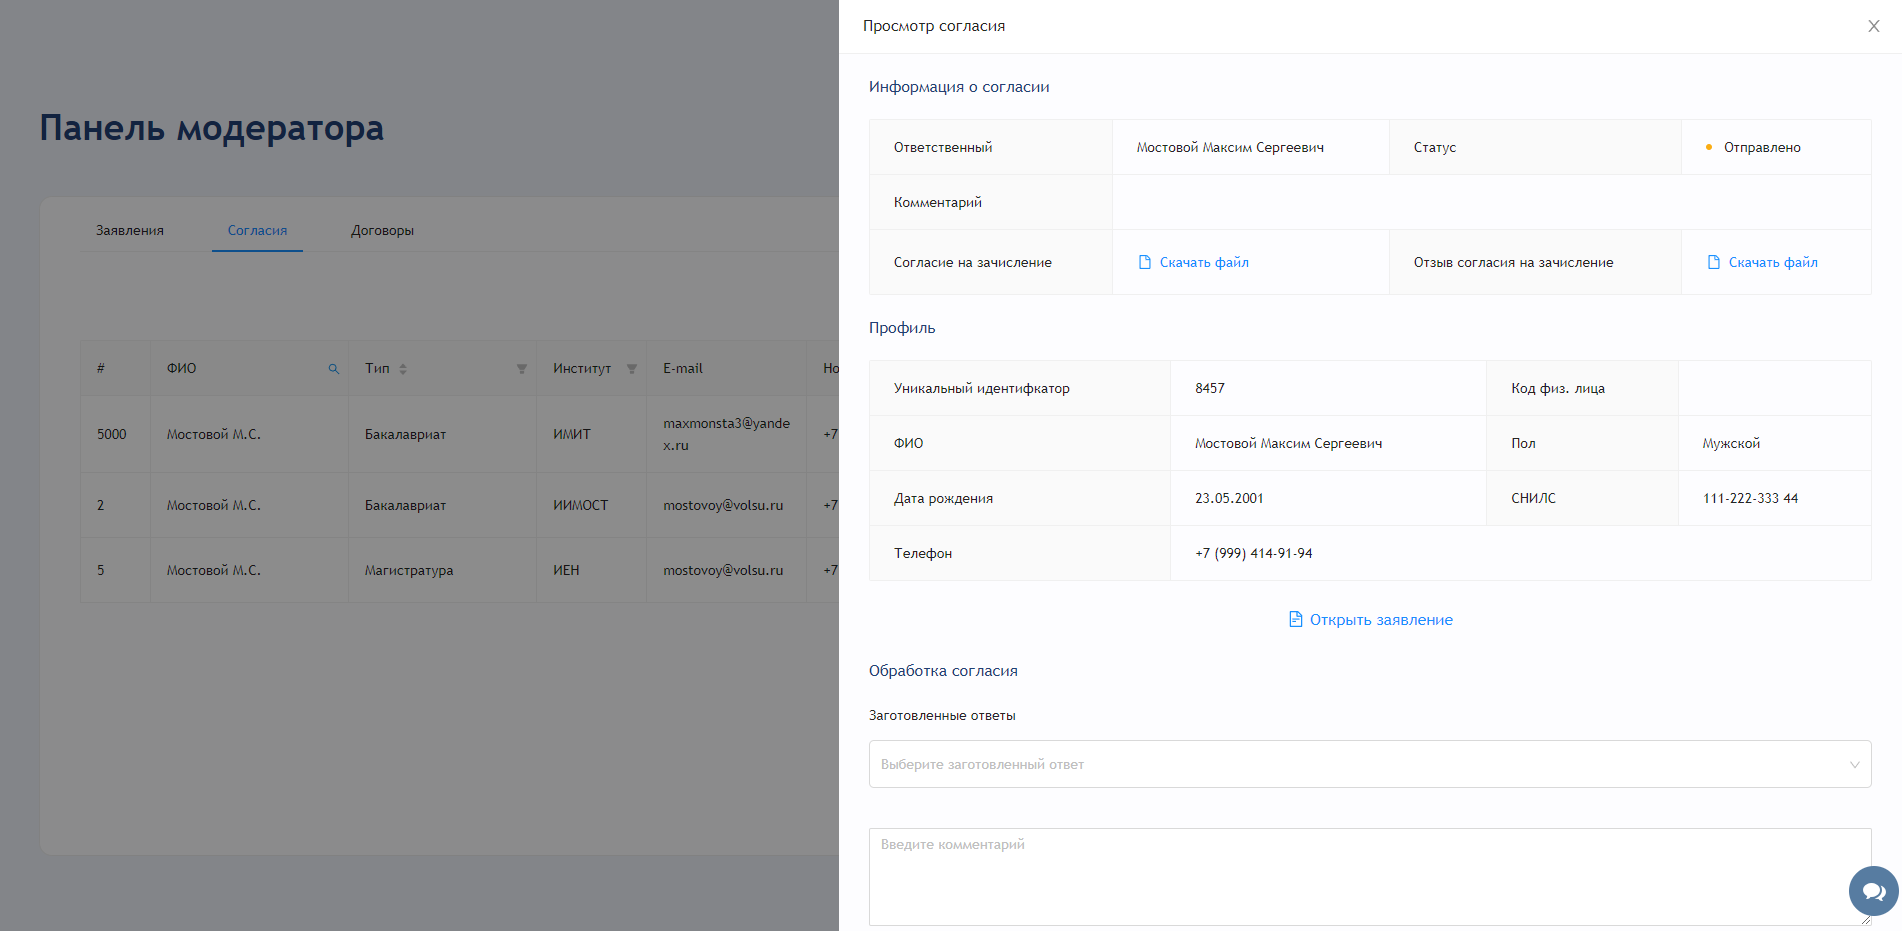 Панель модератора
Заявления Согласия Договоры
# ФИО Тип Институт E-mail Но
5000 Мостовой М.С. Бакалавриат ИМИТ maxmonsta3@yande
x.ru +7
2 Мостовой М.С. Бакалавриат ИИМОСТ mostovoy@volsu.ru +7
5 Мостовой М.С. Магистратура ИЕН mostovoy@volsu.ru +7
Просмотр согласия
Информация о согласии
Ответственный Мостовой Максим Сергеевич Статус Отправлено
Комментарий
Согласие на зачисление Скачать файл Отзыв согласия на зачисление Скачать файл
Профиль
Уникальный идентифкатор 8457 Код физ. лица
ФИО Мостовой Максим Сергеевич Пол Мужской
Дата рождения 23.05.2001 СНИЛС 111-222-333 44
Телефон +7 (999) 414-91-94
Открыть заявление
Обработка согласия
Заготовленные ответы
Выберите заготовленный ответ
Введите комментарий